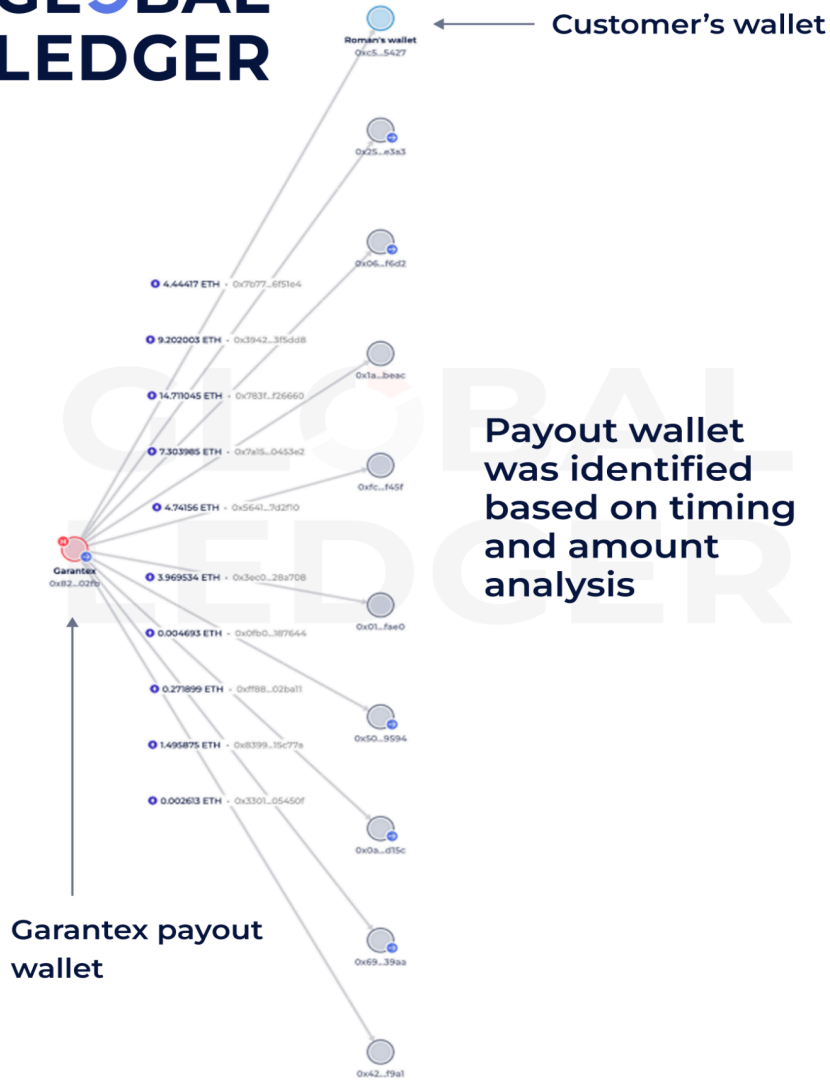 GLOBAL
LEDGER
Customer's wallet
Roman's wallet
0xc5...5427
0x25...e3a3
0x06...f6d2
4.44417 ETH - 0x7b77...6f51e4
9.202003 ETH - 0x3942...3f5dd8
0x1a...beac
14.711045 ETH - 0x783f...f26660
GLOBAL
LEDGER
7.303985 ETH - 0x7a15...0453e2
0xfc...f45f
4.74156 ETH - 0x5641...7d2f10
Payout wallet
was identified
based on timing
and amount
analysis
H
Garantex
0x82...02fb
3.969534 ETH - 0x3ec0...28a708
0x01...fae0
0.004693 ETH - 0x0fb0...187644
0.271899 ETH - 0xff88...02ba11
0x50...9594
1.495875 ETH - 0x8399...15c77a
0.002613 ETH - 0x3301...05450f
0x0a...d15c
Garantex payout
wallet
0x69...39aa
0x42...f9a1